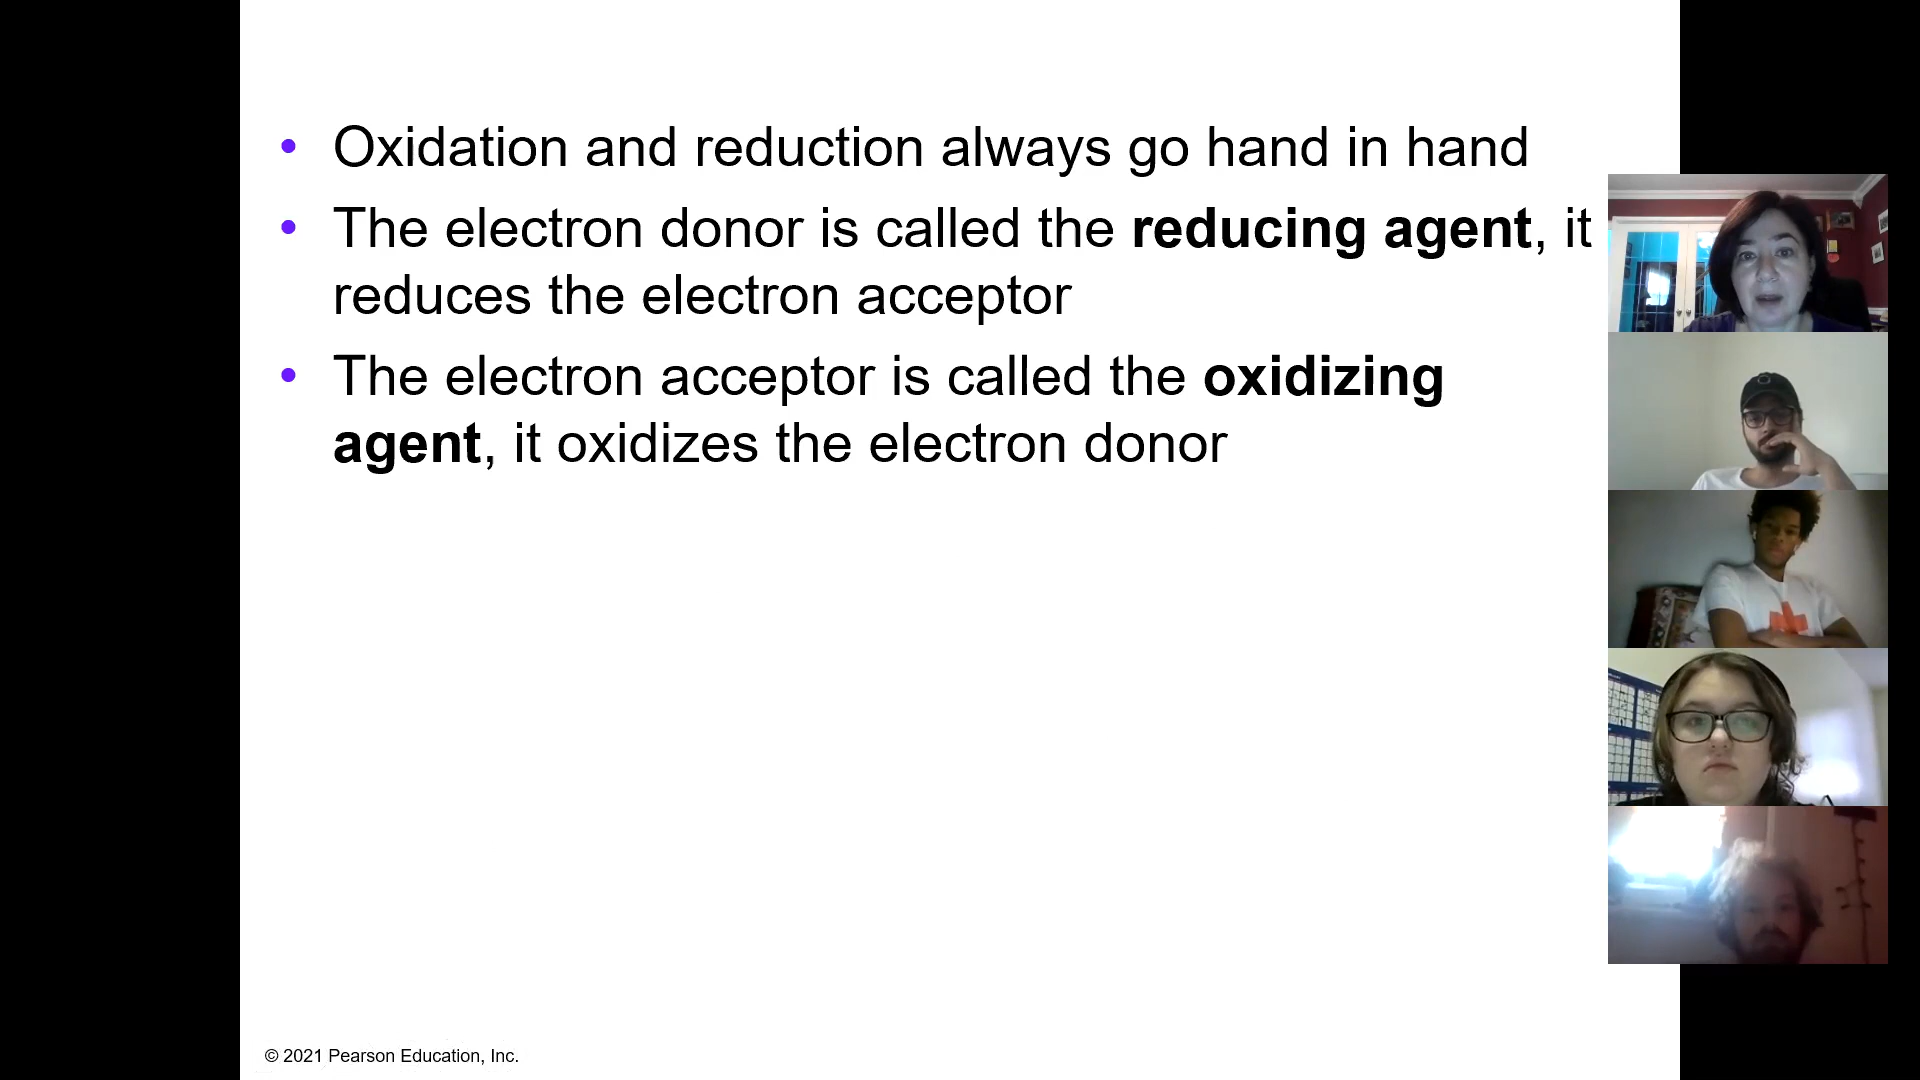 • Oxidation and reduction always go hand in hand
• The electron donor is called the reducing agent, it
reduces the electron acceptor
• The electron acceptor is called the oxidizing
agent, it oxidizes the electron donor
© 2021 Pearson Education, Inc.